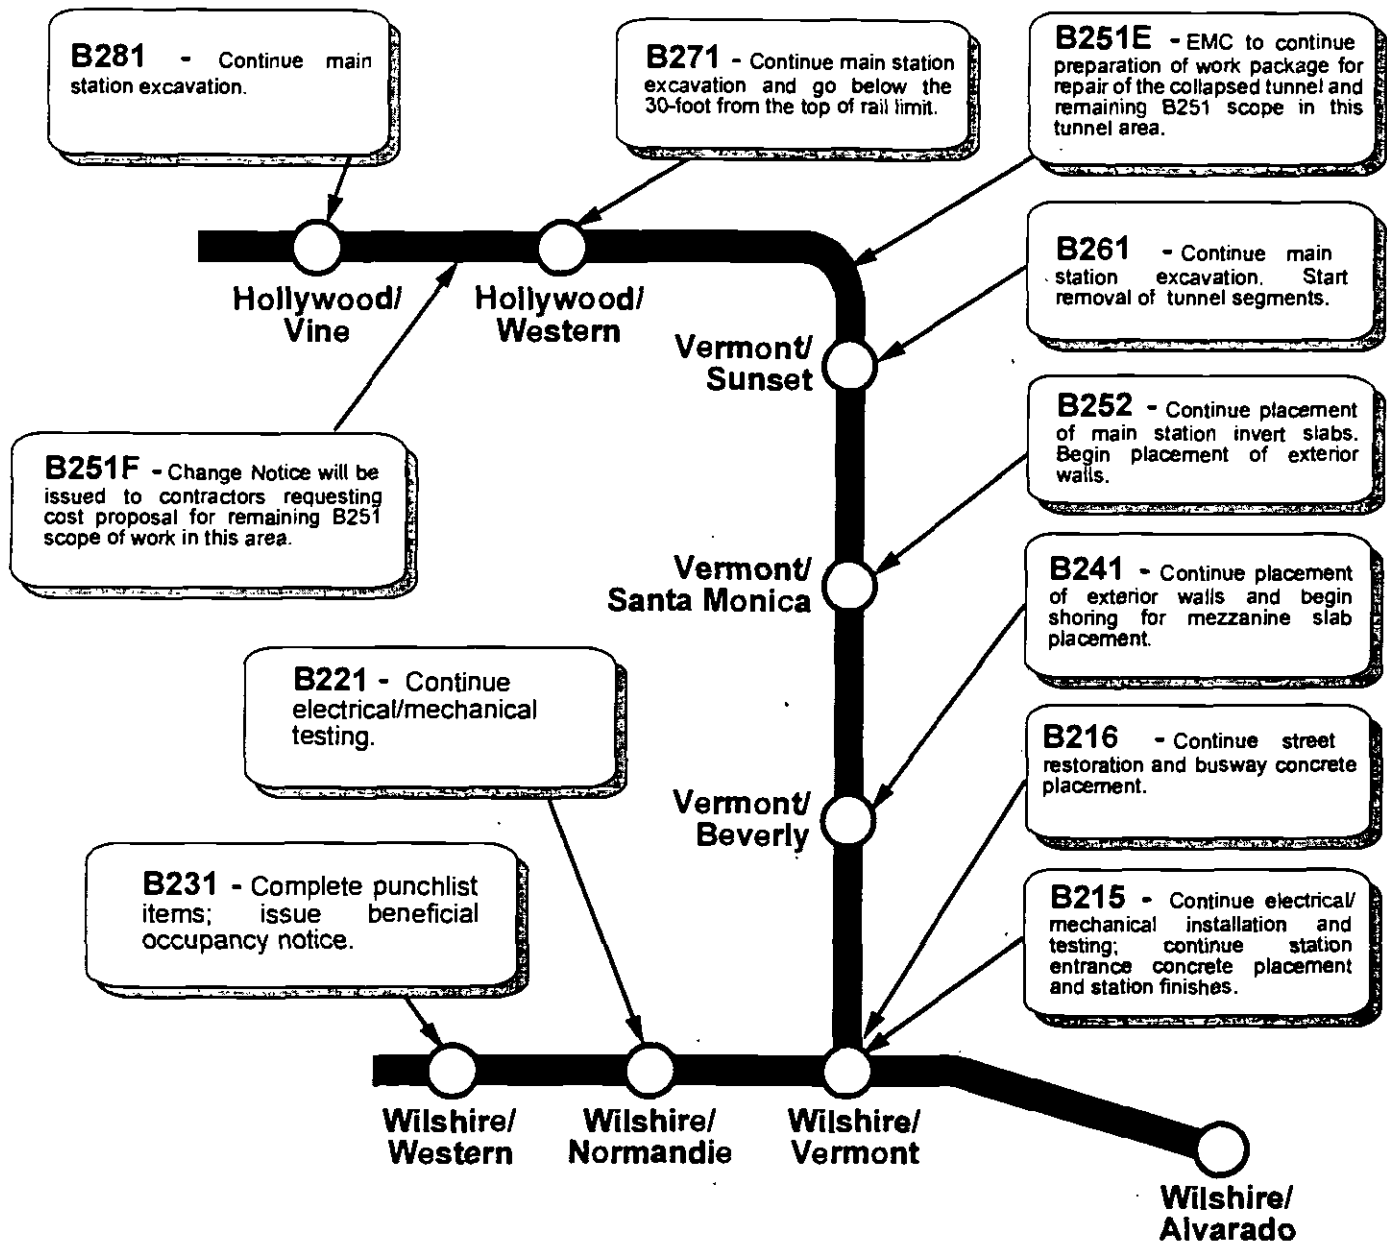 B281 - Continue main
station excavation.
B271 - Continue main station
excavation and go below the
30-foot from the top of rail limit.
B251E - EMC to continue
preparation of work package for
repair of the collapsed tunnel and
remaining B251 scope in this
tunnel area.
Hollywood/
Vine
Hollywood/
Western
B261 - Continue main
station excavation. Start
removal of tunnel segments.
Vermont/
Sunset
B252 - Continue placement
of main station invert slabs.
Begin placement of exterior
walls.
B251F - Change Notice will be
issued to contractors requesting
cost proposal for remaining B251
scope of work in this area.
Vermont/
Santa Monica
B241 - Continue placement
of exterior walls and begin
shoring for mezzanine slab
placement.
B221 - Continue
electrical/mechanical
testing.
B216 - Continue street
restoration and busway concrete
placement.
Vermont/
Beverly
B231 - Complete punchlist
items; issue beneficial
occupancy notice.
B215 - Continue electrical/
mechanical installation and
testing; continue station
entrance concrete placement
and station finishes.
Wilshire/
Western
Wilshire/
Normandie
Wilshire/
Vermont
Wilshire/
Alvarado